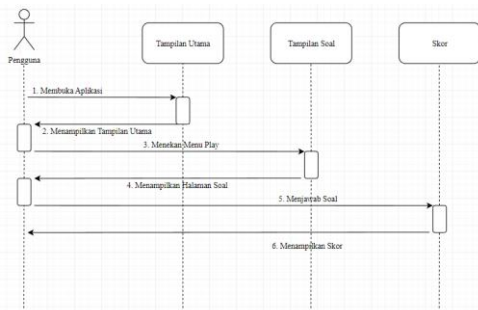 Tampilan Utama
Tampilan Soal
Skor
Pengguna
1. Membuka Aplikasi
2. Menampilkan Tampilan Utama
3. Menekan Menu Play
4. Menampilkan Halaman Soal
5. Menjawab Soal
6. Menampilkan Skor